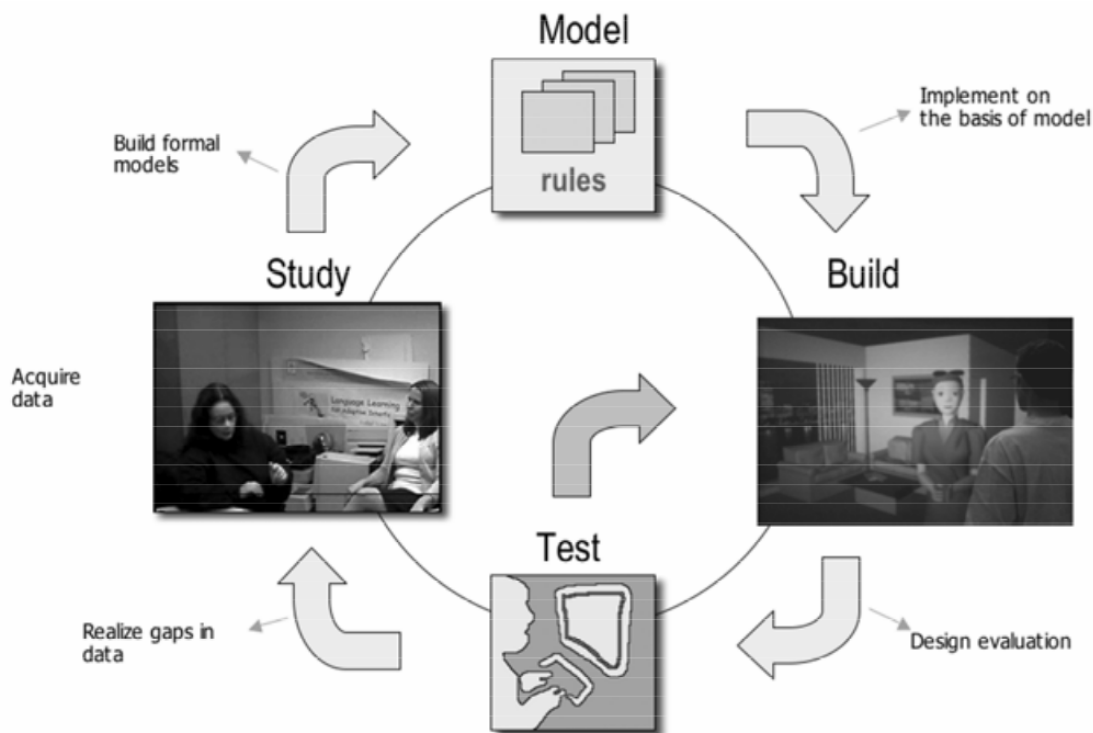 Model
Implement on
the basis of model
Build formal
models
rules
Study
Build
Acquire
data
Language Learning
Test
Realize gaps in
data
Design evaluation